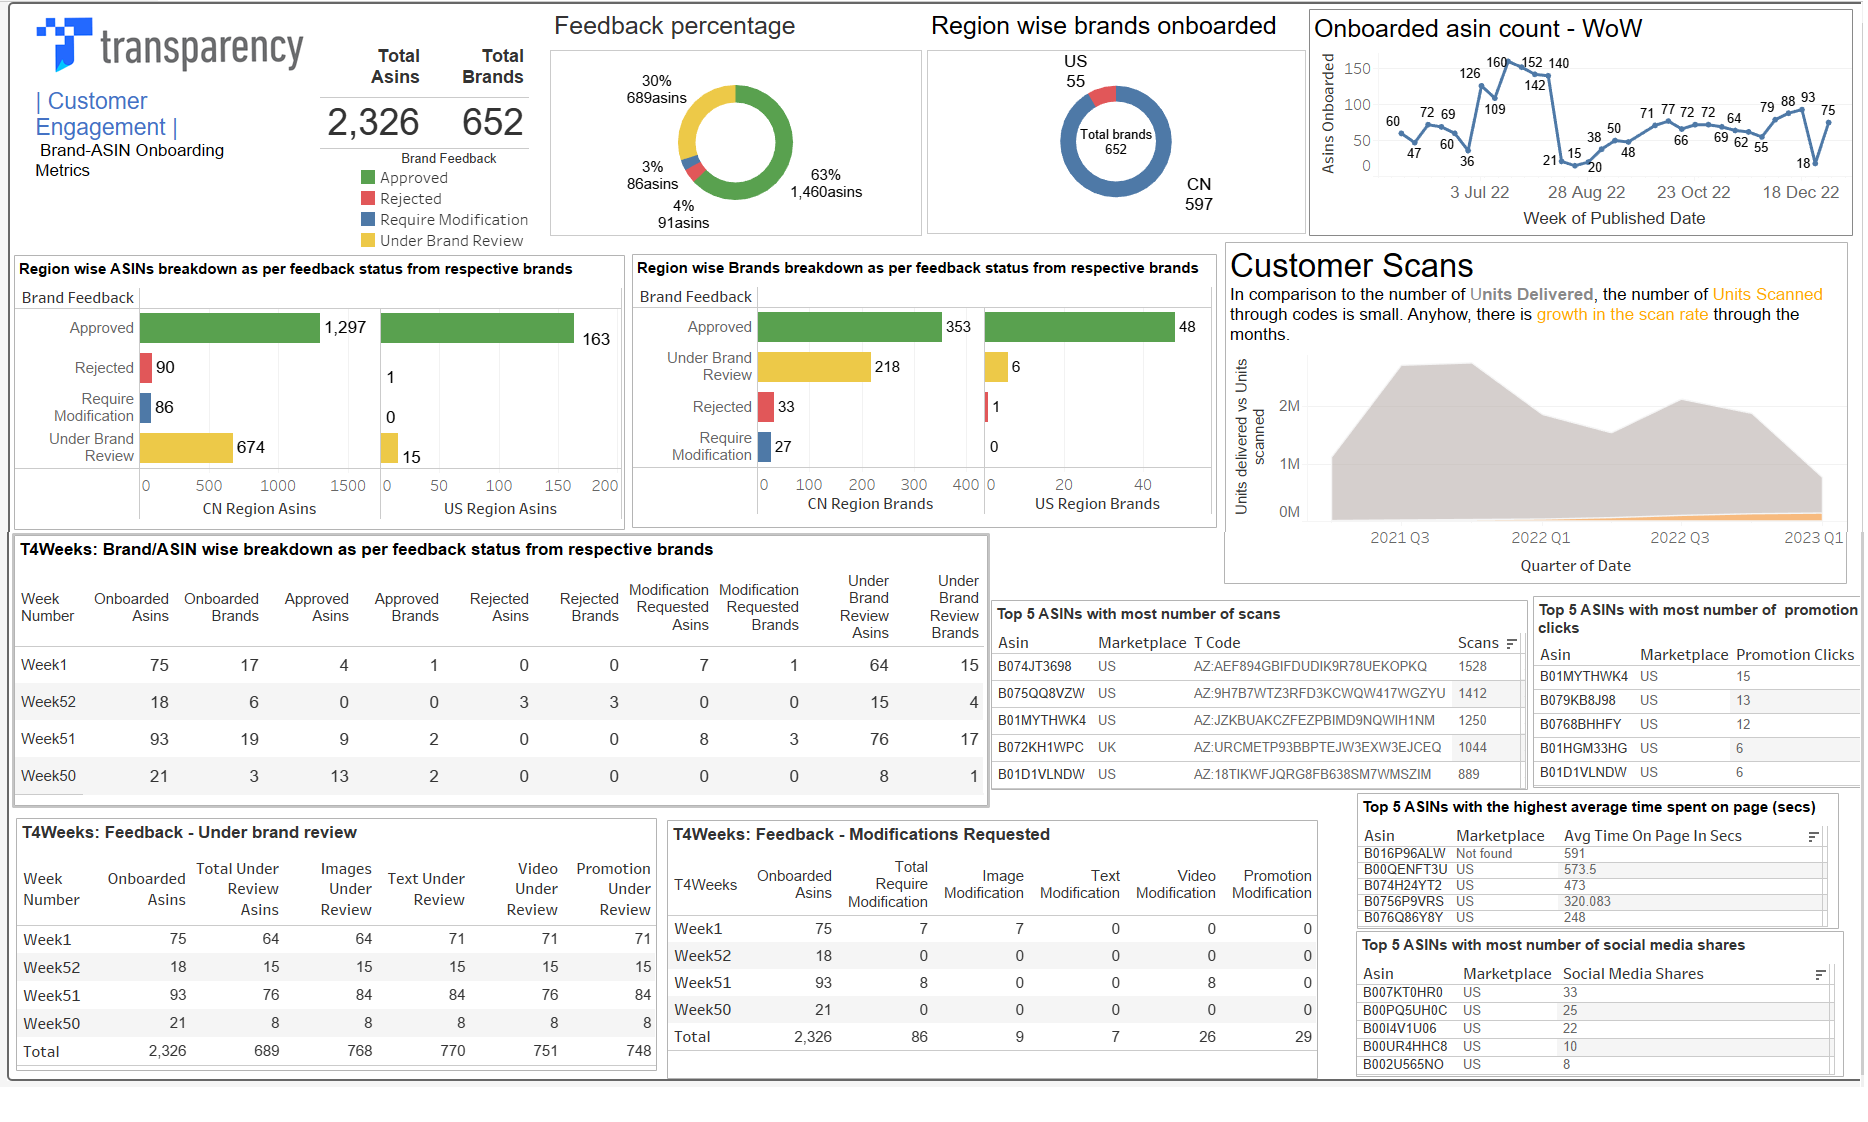 transparency
| Customer
Engagement |
Brand-ASIN Onboarding
Metrics
Total Asins
Total Brands
2,326 652
Brand Feedback
Approved
Rejected
Require Modification
Under Brand Review
Feedback percentage
30%
689asins
3%
86asins
4%
91asins
63%
1,460asins
Region wise brands onboarded
US
55
Total brands
652
CN
597
Onboarded asin count - WoW
Asins Onboarded
150
100
50
0
60 47 72 69 60 36 126 109 160 152 142 140 21 15 20 38 50 48 71 77 66 72 72 69 64 62 55 79 88 93 18 75
3 Jul 22 28 Aug 22 23 Oct 22 18 Dec 22
Week of Published Date
Region wise ASINs breakdown as per feedback status from respective brands
Brand Feedback
Approved 1,297 163
Rejected 90 1
Require Modification 86 0
Under Brand Review 674 15
0 500 1000 1500 0 50 100 150 200
CN Region Asins US Region Asins
Region wise Brands breakdown as per feedback status from respective brands
Brand Feedback
Approved 353 48
Under Brand Review 218 6
Rejected 33 1
Require Modification 27 0
0 100 200 300 400 0 20 40
CN Region Brands US Region Brands
Customer Scans
In comparison to the number of Units Delivered, the number of Units Scanned
through codes is small. Anyhow, there is growth in the scan rate through the
months.
Units delivered vs Units
scanned
2M
1M
0M
2021 Q3 2022 Q1 2022 Q3 2023 Q1
Quarter of Date
T4Weeks: Brand/ASIN wise breakdown as per feedback status from respective brands
Week Number Onboarded Asins Onboarded Brands Approved Asins Approved Brands Rejected Asins Rejected Brands Modification Requested Asins Modification Requested Brands Under Brand Review Asins Under Brand Review Brands
Week1 75 17 4 1 0 0 7 1 64 15
Week52 18 6 0 0 3 3 0 0 15 4
Week51 93 19 9 2 0 0 8 3 76 17
Week50 21 3 13 2 0 0 0 0 8 1
Top 5 ASINs with most number of scans
Asin Marketplace T Code Scans
B074JT3698 US AZ:AEF894GBIFDUDIK9R78UEKOPKQ 1528
B075QQ8VZW US AZ:9H7B7WTZ3RFD3KCWQW417WGZYU 1412
B01MYTHWK4 US AZ:JZKBUAKCZFEZPBIMD9NQWIH1NM 1250
B072KH1WPC UK AZ:URCMETP93BBPTEJW3EXW3EJCEQ 1044
B01D1VLNDW US AZ:18TIKWFJQRG8FB638SM7WMSZIM 889
Top 5 ASINs with most number of promotion
clicks
Asin Marketplace Promotion Clicks
B01MYTHWK4 US 15
B079KB8J98 US 13
B0768BHHFY US 12
B01HGM33HG US 6
B01D1VLNDW US 6
Top 5 ASINs with the highest average time spent on page (secs)
Asin Marketplace Avg Time On Page In Secs
B016P96ALW Not found 591
B00QENFT3U US 573.5
B074H24YT2 US 473
B0756P9VRS US 320.083
B076Q86Y8Y US 248
T4Weeks: Feedback - Under brand review
Week Number Onboarded Asins Total Under Review Asins Images Under Review Text Under Review Video Under Review Promotion Under Review
Week1 75 64 64 71 71 71
Week52 18 15 15 15 15 15
Week51 93 76 84 84 76 84
Week50 21 8 8 8 8 8
Total 2,326 689 768 770 751 748
T4Weeks: Feedback - Modifications Requested
T4Weeks Onboarded Asins Total Require Modification Image Modification Text Modification Video Modification Promotion Modification
Week1 75 7 7 0 0 0
Week52 18 0 0 0 0 0
Week51 93 8 0 0 8 0
Week50 21 0 0 0 0 0
Total 2,326 86 9 7 26 29
Top 5 ASINs with most number of social media shares
Asin Marketplace Social Media Shares
B007KT0HR0 US 33
B00PQ5UH0C US 25
B00I4V1U06 US 22
B00UR4HHC8 US 10
B002U565NO US 8